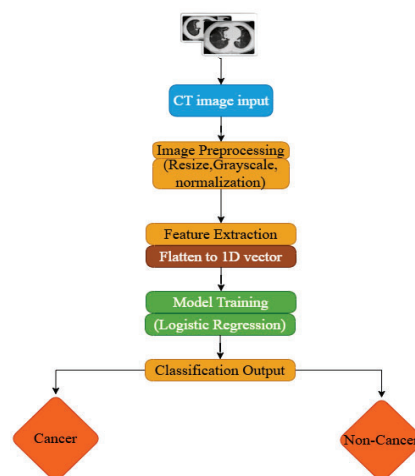 CT image input
Image Preprocessing
(Resize,Grayscale,
normalization)
Feature Extraction
Flatten to 1D vector
Model Training
(Logistic Regression)
Classification Output
Cancer
Non-Cancer